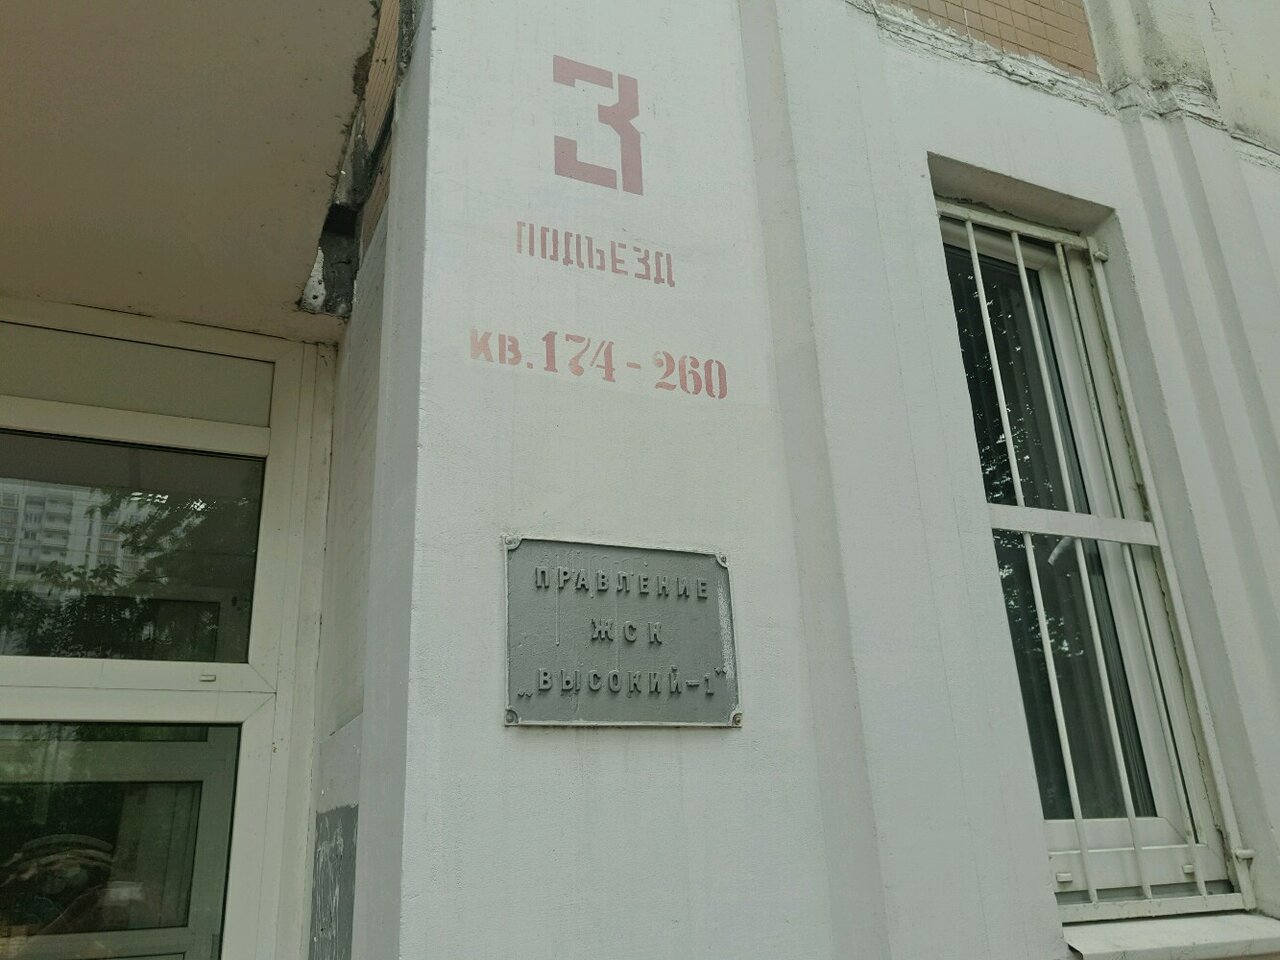 3
ПОДЪЕЗД
КВ.174-260
ПРАВЛЕНИЕ
ЖСК
„ВЫСОКИЙ-1"